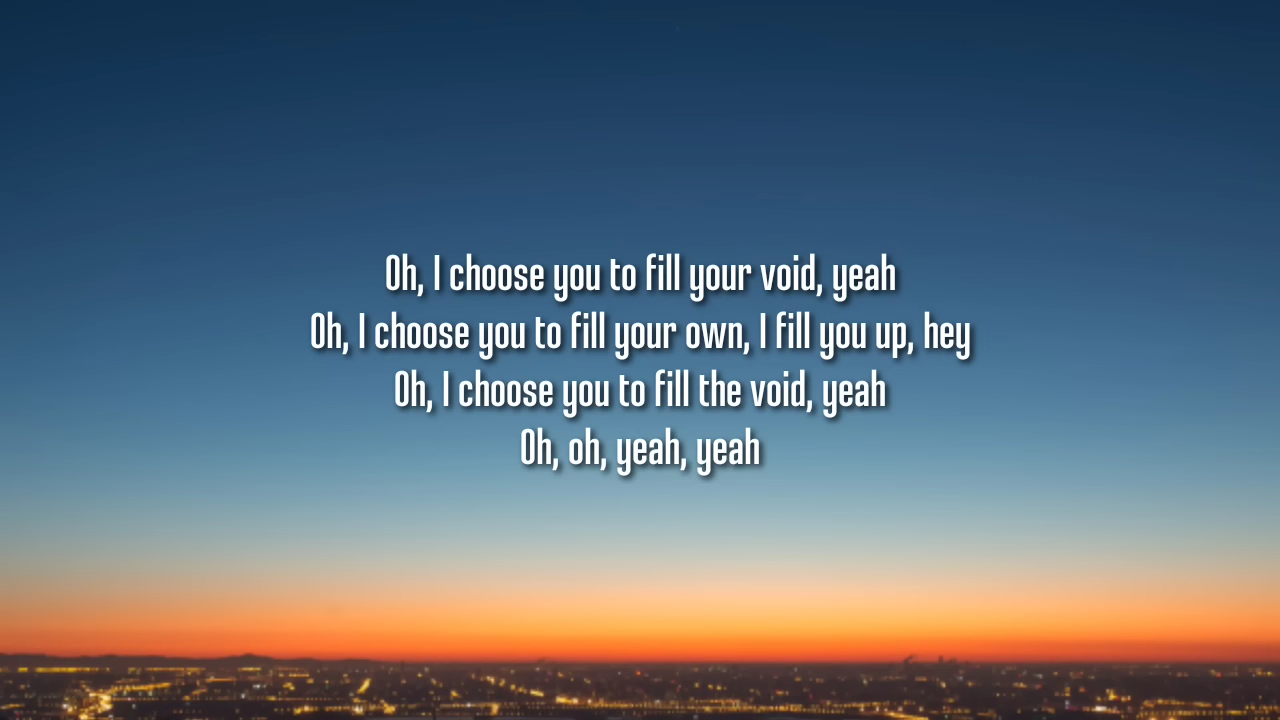 Oh, I choose you to fill your void, yeah
Oh, I choose you to fill your own, I fill you up, hey
Oh, I choose you to fill the void, yeah
Oh, oh, yeah, yeah